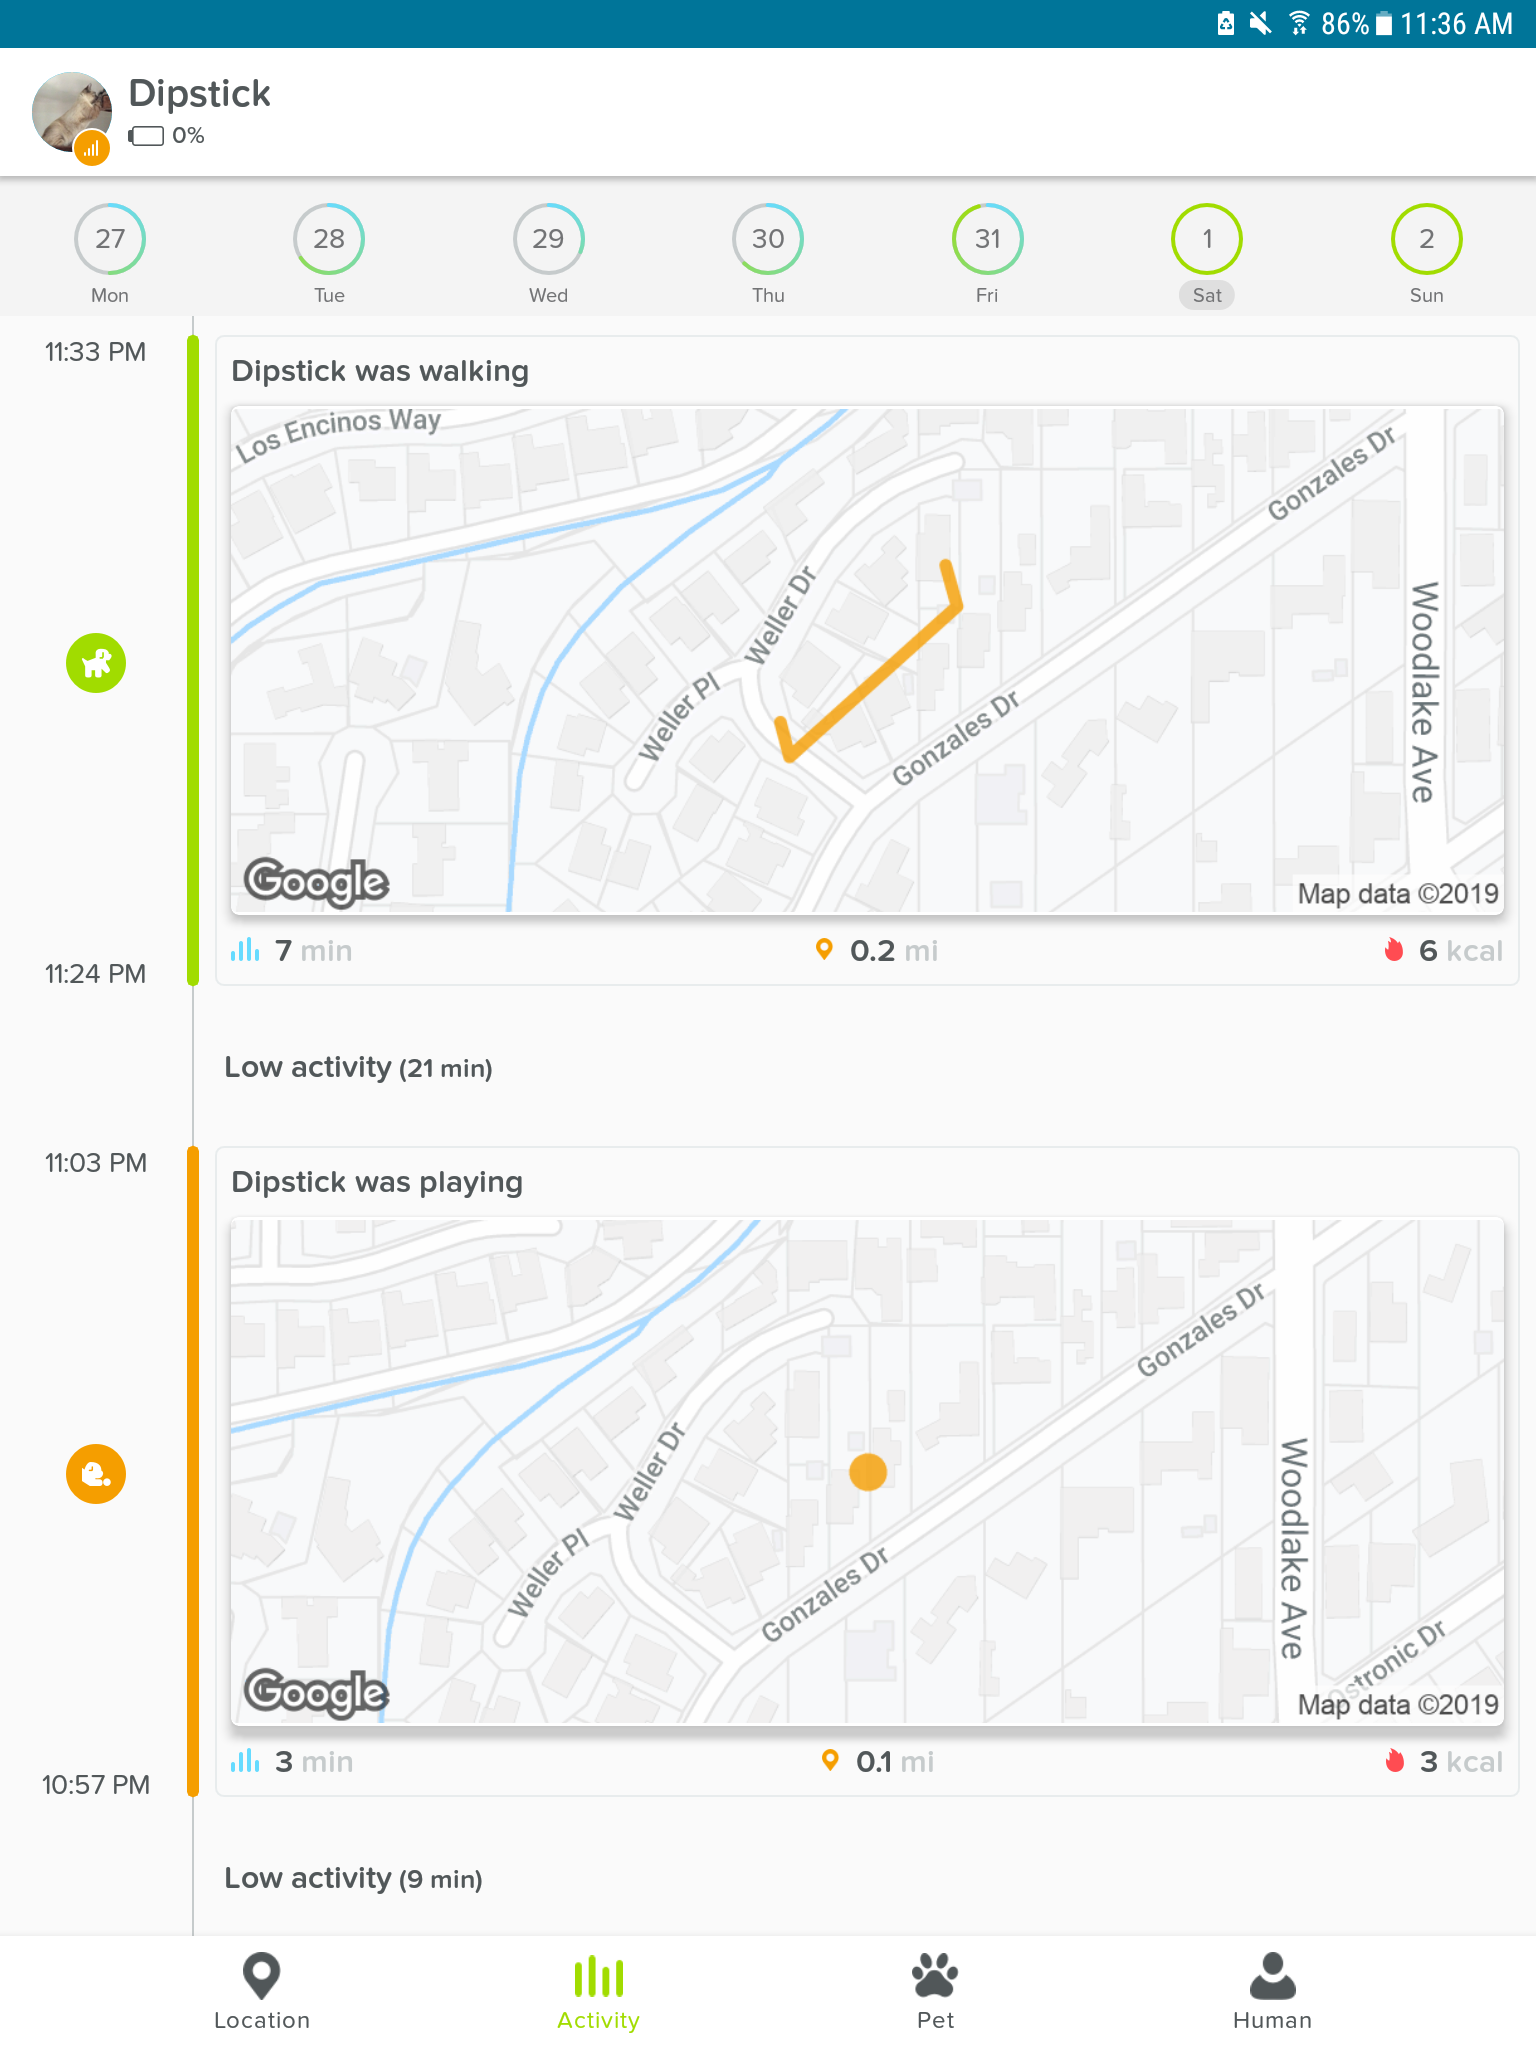 86% 11:36 AM
Dipstick
0%
27 28 29 30 31 1 2
Mon Tue Wed Thu Fri Sat Sun
11:33 PM
Dipstick was walking
Los Encinos Way
Gonzales Dr
Weller Dr
Woodlake Ave
Weller Pl
Gonzales Dr
Google
Map data ©2019
7 min 0.2 mi 6 kcal
11:24 PM
Low activity (21 min)
11:03 PM
Dipstick was playing
Gonzales Dr
Weller Dr
Woodlake Ave
Weller Pl
Gonzales Dr
Ostronic Dr
Google
Map data ©2019
3 min 0.1 mi 3 kcal
10:57 PM
Low activity (9 min)
Location Activity Pet Human